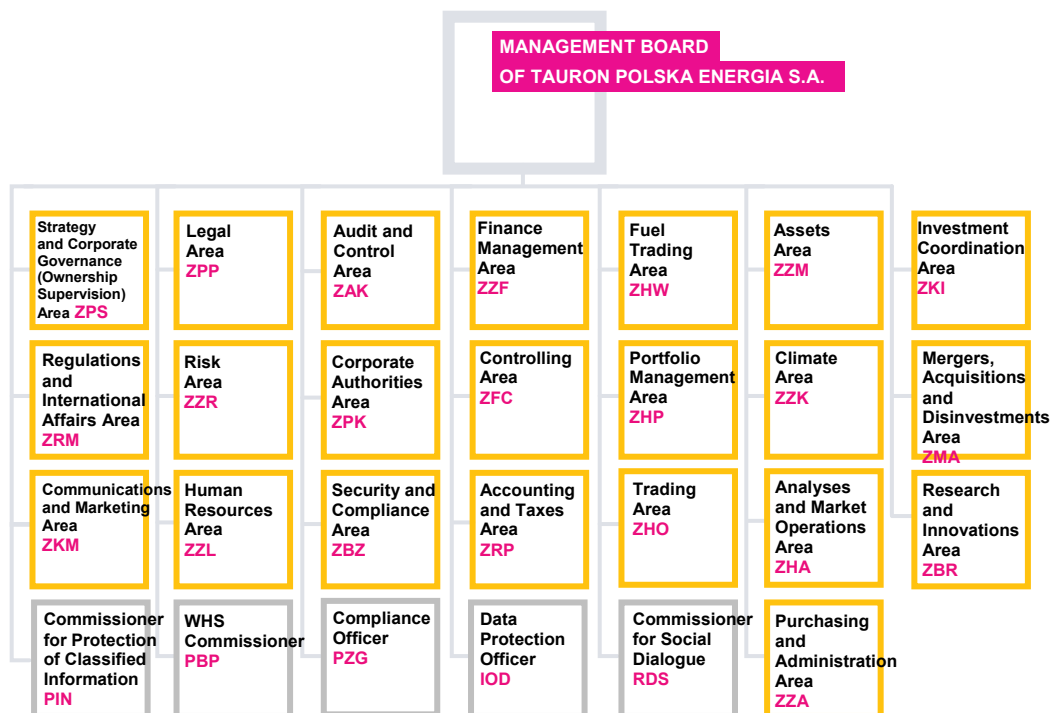 MANAGEMENT BOARD
OF TAURON POLSKA ENERGIA S.A.
Strategy
and Corporate
Governance
(Ownership
Supervision)
Area ZPS
Legal
Area
ZPP
Audit and
Control
Area
ZAK
Finance
Management
Area
ZZF
Fuel
Trading
Area
ZHW
Assets
Area
ZZM
Investment
Coordination
Area
ZKI
Regulations
and
International
Affairs Area
ZRM
Risk
Area
ZZR
Corporate
Authorities
Area
ZPK
Controlling
Area
ZFC
Portfolio
Management
Area
ZHP
Climate
Area
ZZK
Mergers,
Acquisitions
and
Disinvestments
Area
ZMA
Communications
and Marketing
Area
ZKM
Human
Resources
Area
ZZL
Security and
Compliance
Area
ZBZ
Accounting
and Taxes
Area
ZRP
Trading
Area
ZHO
Analyses
and Market
Operations
Area
ZHA
Research
and
Innovations
Area
ZBR
Commissioner
for Protection
of Classified
Information
PIN
WHS
Commissioner
PBP
Compliance
Officer
PZG
Data
Protection
Officer
IOD
Commissioner
for Social
Dialogue
RDS
Purchasing
and
Administration
Area
ZZA